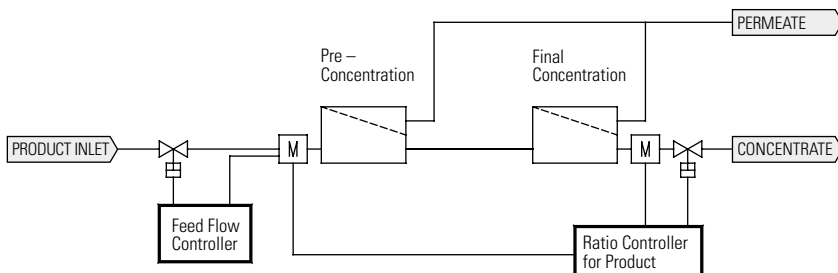 PERMEATE
Pre –
Concentration
Final
Concentration
PRODUCT INLET
M
M
CONCENTRATE
Feed Flow
Controller
Ratio Controller
for Product